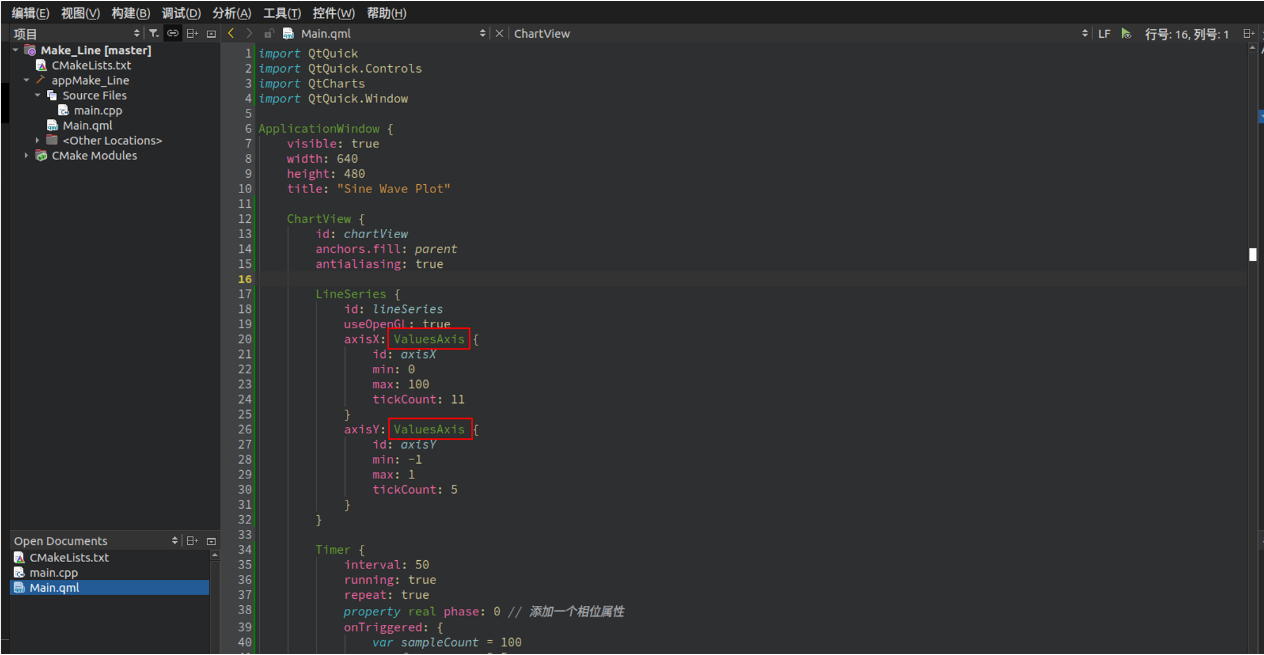 编辑(E) 视图(V) 构建(B) 调试(D) 分析(A) 工具(T) 控件(W) 帮助(H)
项目
Main.qml
ChartView
LF
行号: 16, 列号: 1
Make_Line [master]
CMakeLists.txt
appMake_Line
Source Files
main.cpp
Main.qml
<Other Locations>
CMake Modules
Open Documents
CMakeLists.txt
main.cpp
Main.qml
1 import QtQuick
2 import QtQuick.Controls
3 import QtCharts
4 import QtQuick.Window
5
6 ApplicationWindow {
7 visible: true
8 width: 640
9 height: 480
10 title: "Sine Wave Plot"
11
12 ChartView {
13 id: chartView
14 anchors.fill: parent
15 antialiasing: true
16
17 LineSeries {
18 id: lineSeries
19 useOpenGL: true
20 axisX: ValuesAxis {
21 id: axisX
22 min: 0
23 max: 100
24 tickCount: 11
25 }
26 axisY: ValuesAxis {
27 id: axisY
28 min: -1
29 max: 1
30 tickCount: 5
31 }
32 }
33
34 Timer {
35 interval: 50
36 running: true
37 repeat: true
38 property real phase: 0 // 添加一个相位属性
39 onTriggered: {
40 var sampleCount = 100